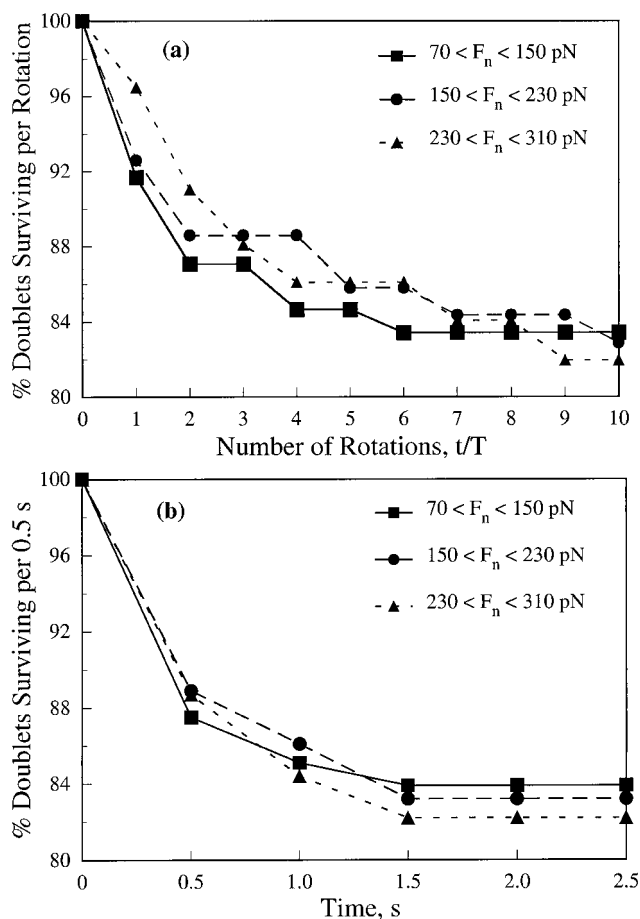 (a)
70 < Fn < 150 pN
150 < Fn < 230 pN
230 < Fn < 310 pN
% Doublets Surviving per Rotation
100
96
92
88
84
80
0 1 2 3 4 5 6 7 8 9 10
Number of Rotations, t/T
(b)
70 < Fn < 150 pN
150 < Fn < 230 pN
230 < Fn < 310 pN
% Doublets Surviving per 0.5 s
100
96
92
88
84
80
0 0.5 1.0 1.5 2.0 2.5
Time, s